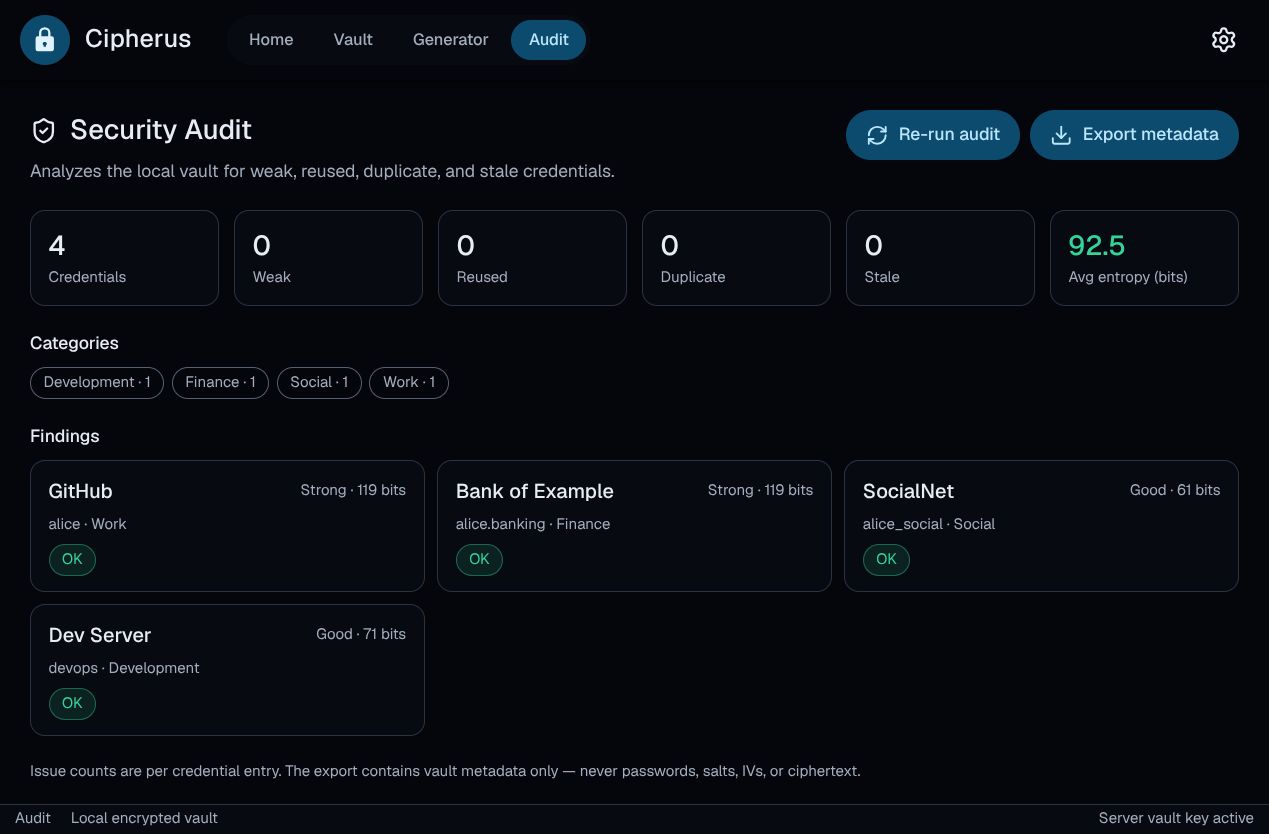 Cipherus
Home Vault Generator Audit
Security Audit
Re-run audit
Export metadata
Analyzes the local vault for weak, reused, duplicate, and stale credentials.
4
Credentials
0
Weak
0
Reused
0
Duplicate
0
Stale
92.5
Avg entropy (bits)
Categories
Development · 1
Finance · 1
Social · 1
Work · 1
Findings
GitHub
Strong · 119 bits
alice · Work
OK
Bank of Example
Strong · 119 bits
alice.banking · Finance
OK
SocialNet
Good · 61 bits
alice_social · Social
OK
Dev Server
Good · 71 bits
devops · Development
OK
Issue counts are per credential entry. The export contains vault metadata only — never passwords, salts, IVs, or ciphertext.
Audit
Local encrypted vault
Server vault key active